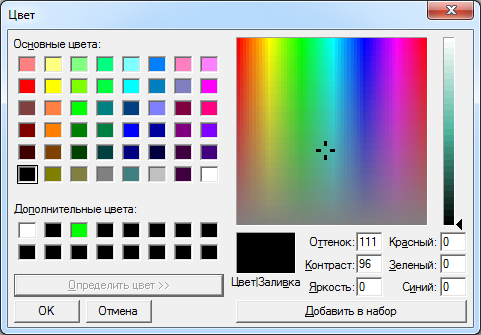 Цвет
Основные цвета:
Дополнительные цвета:
Определить цвет >>
OK
Отмена
Цвет|Заливка
Оттенок: 111
Контраст: 96
Яркость: 0
Красный: 0
Зеленый: 0
Синий: 0
Добавить в набор